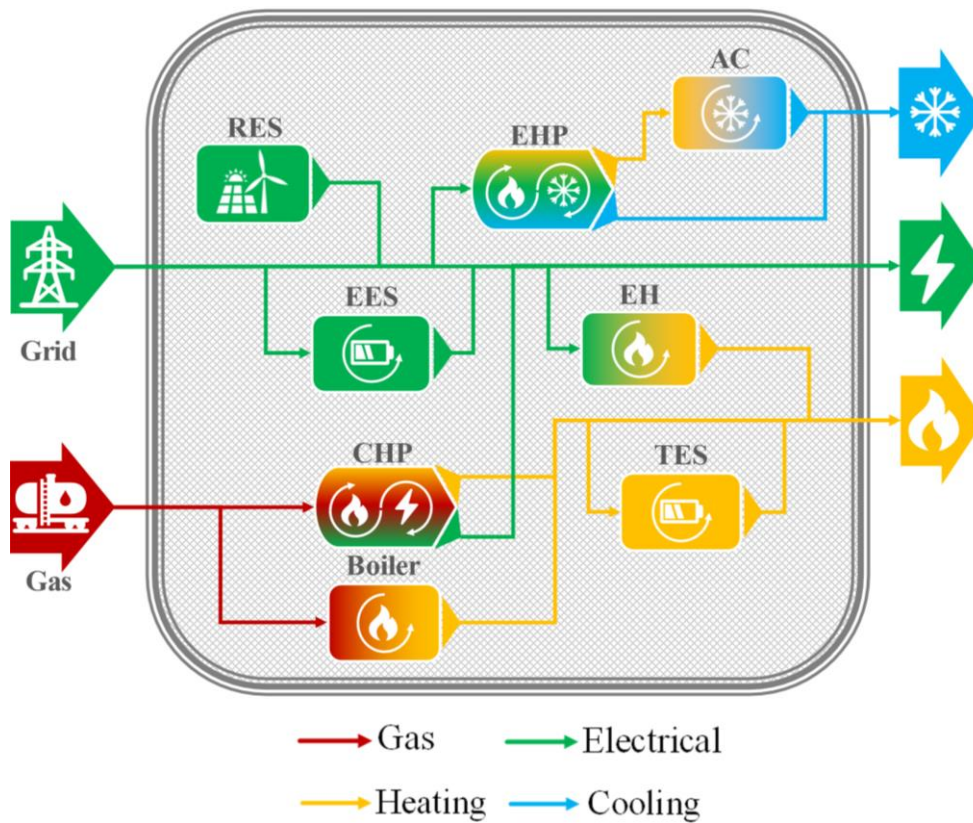 AC
RES
EHP
EES
EH
Grid
CHP
TES
Boiler
Gas
Gas
Electrical
Heating
Cooling